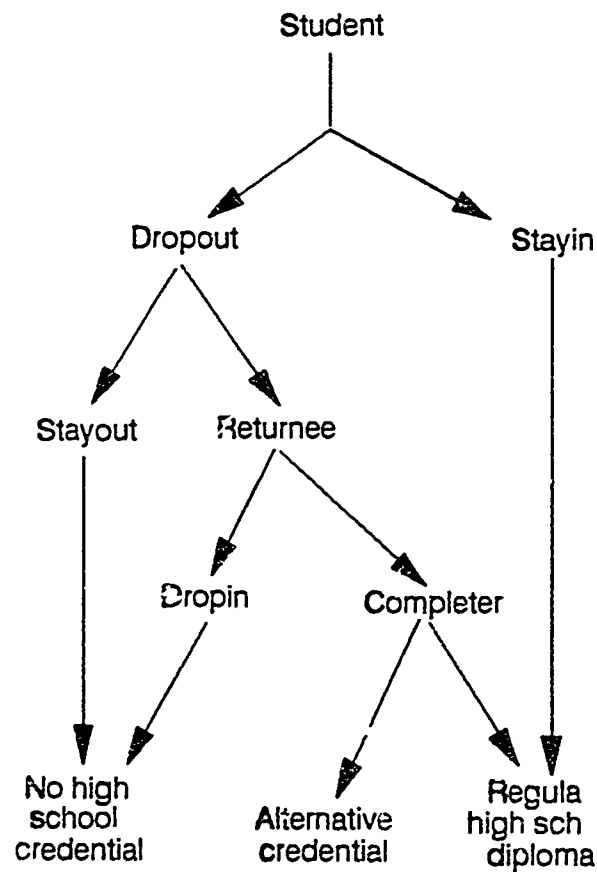 Student
Dropout
Stayin
Stayout
Returnee
Dropin
Completer
No high
school
credential
Alternative
credential
Regula
high sch
diploma